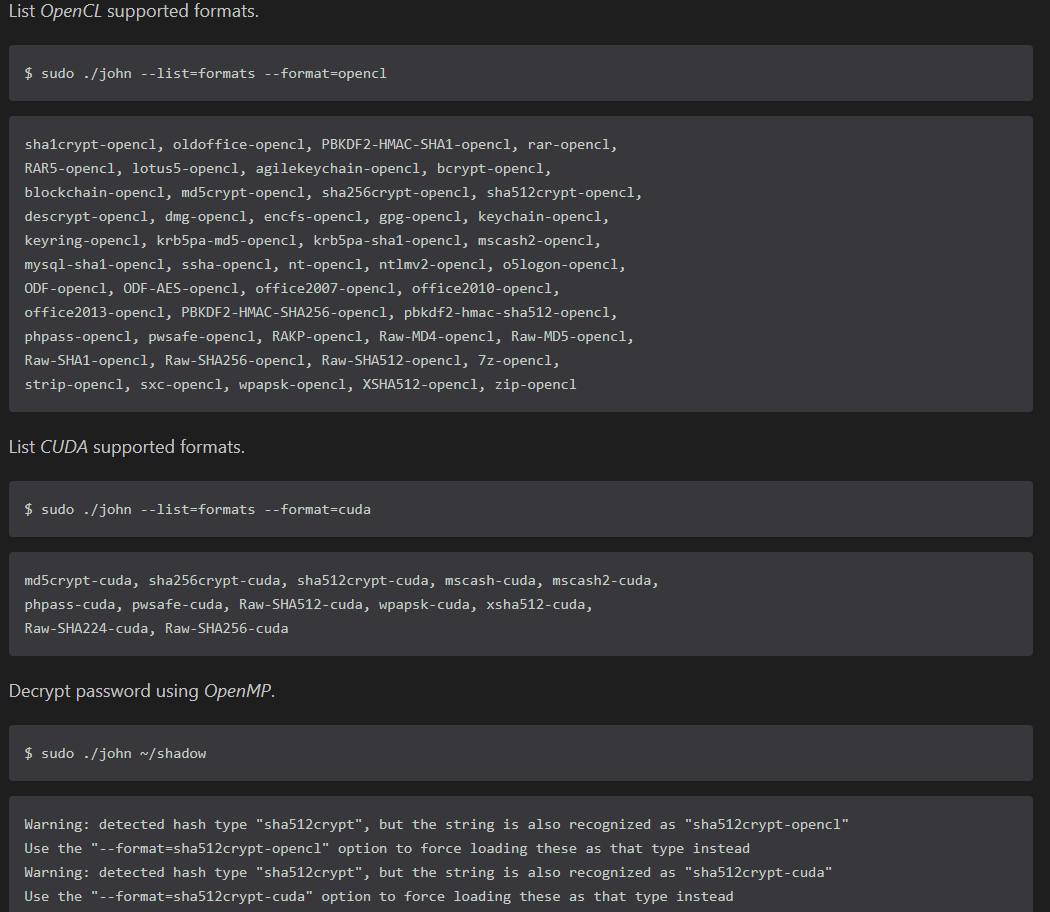 List OpenCL supported formats.
$ sudo ./john --list=formats --format=opencl
sha1crypt-opencl, oldoffice-opencl, PBKDF2-HMAC-SHA1-opencl, rar-opencl,
RAR5-opencl, lotus5-opencl, agilekeychain-opencl, bcrypt-opencl,
blockchain-opencl, md5crypt-opencl, sha256crypt-opencl, sha512crypt-opencl,
descrypt-opencl, dmg-opencl, encfs-opencl, gpg-opencl, keychain-opencl,
keyring-opencl, krb5pa-md5-opencl, krb5pa-sha1-opencl, mscash2-opencl,
mysql-sha1-opencl, ssha-opencl, nt-opencl, ntlmv2-opencl, o5logon-opencl,
ODF-opencl, ODF-AES-opencl, office2007-opencl, office2010-opencl,
office2013-opencl, PBKDF2-HMAC-SHA256-opencl, pbkdf2-hmac-sha512-opencl,
phpass-opencl, pwsafe-opencl, RAKP-opencl, Raw-MD4-opencl, Raw-MD5-opencl,
Raw-SHA1-opencl, Raw-SHA256-opencl, Raw-SHA512-opencl, 7z-opencl,
strip-opencl, sxc-opencl, wpapsk-opencl, XSHA512-opencl, zip-opencl
List CUDA supported formats.
$ sudo ./john --list=formats --format=cuda
md5crypt-cuda, sha256crypt-cuda, sha512crypt-cuda, mscash-cuda, mscash2-cuda,
phpass-cuda, pwsafe-cuda, Raw-SHA512-cuda, wpapsk-cuda, xsha512-cuda,
Raw-SHA224-cuda, Raw-SHA256-cuda
Decrypt password using OpenMP.
$ sudo ./john ~/shadow
Warning: detected hash type "sha512crypt", but the string is also recognized as "sha512crypt-opencl"
Use the "--format=sha512crypt-opencl" option to force loading these as that type instead
Warning: detected hash type "sha512crypt", but the string is also recognized as "sha512crypt-cuda"
Use the "--format=sha512crypt-cuda" option to force loading these as that type instead